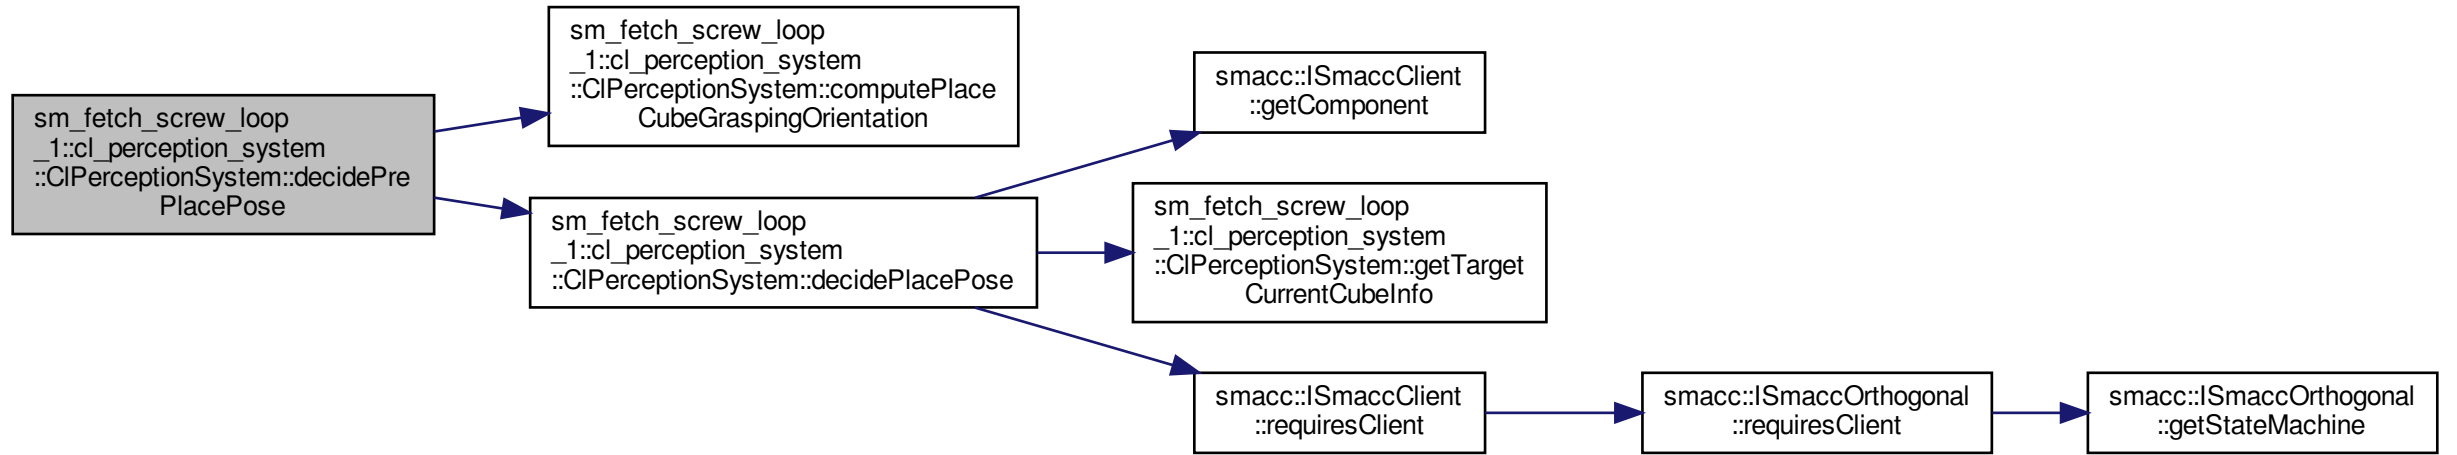 sm_fetch_screw_loop
_1::cl_perception_system
::ClPerceptionSystem::decidePre
PlacePose
sm_fetch_screw_loop
_1::cl_perception_system
::ClPerceptionSystem::computePlace
CubeGraspingOrientation
sm_fetch_screw_loop
_1::cl_perception_system
::ClPerceptionSystem::decidePlacePose
smacc::ISmaccClient
::getComponent
sm_fetch_screw_loop
_1::cl_perception_system
::ClPerceptionSystem::getTarget
CurrentCubeInfo
smacc::ISmaccClient
::requiresClient
smacc::ISmaccOrthogonal
::requiresClient
smacc::ISmaccOrthogonal
::getStateMachine